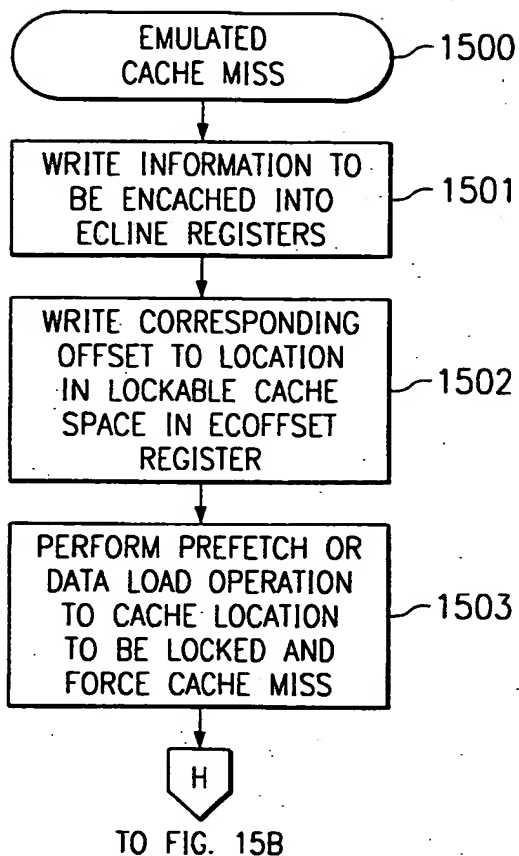 EMULATED
CACHE MISS
1500
WRITE INFORMATION TO
BE ENCACHED INTO
ECLINE REGISTERS
1501
WRITE CORRESPONDING
OFFSET TO LOCATION
IN LOCKABLE CACHE
SPACE IN ECOFFSET
REGISTER
1502
PERFORM PREFETCH OR
DATA LOAD OPERATION
TO CACHE LOCATION
TO BE LOCKED AND
FORCE CACHE MISS
1503
H
TO FIG. 15B